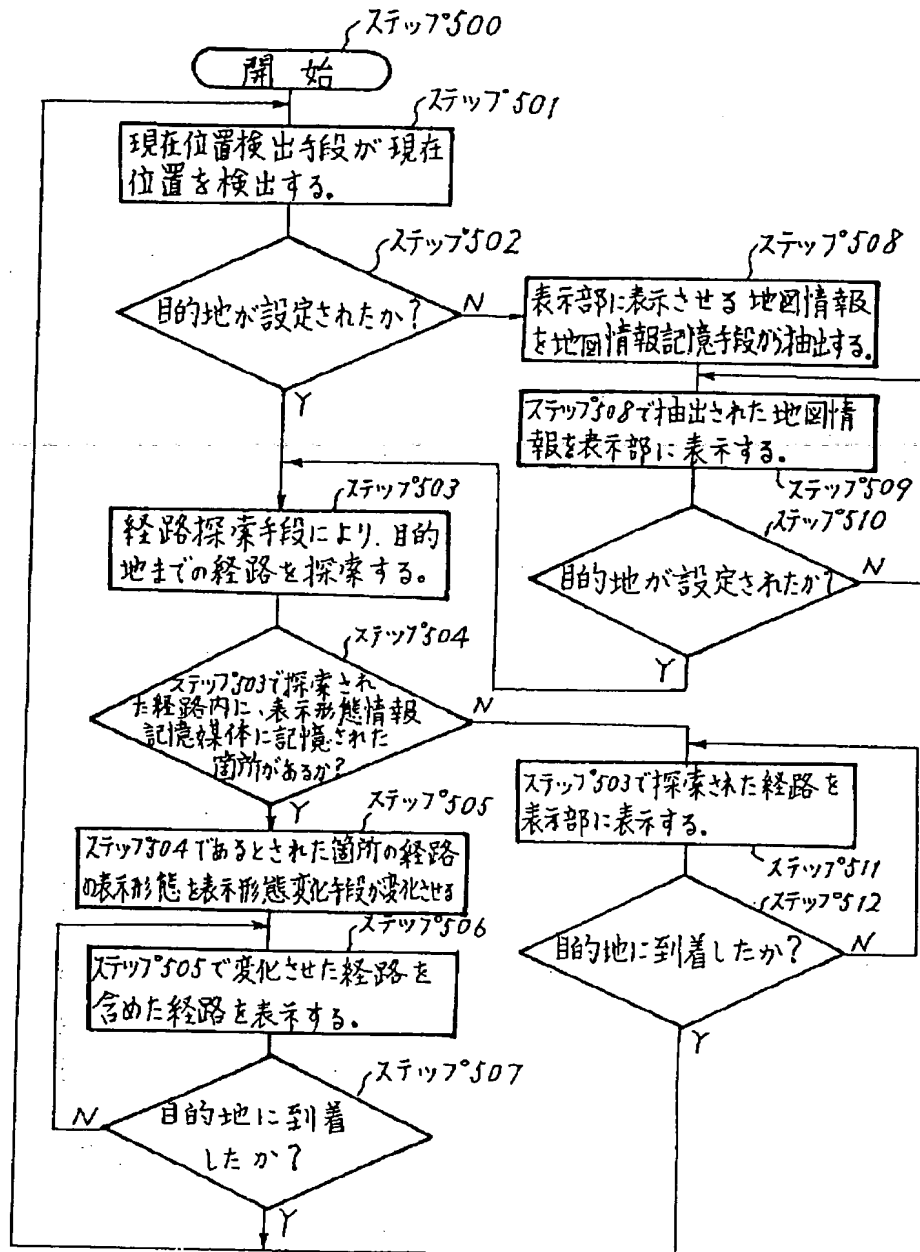 ステップ500
開始
ステップ501
現在位置検出手段が現在
位置を検出する。
ステップ502
目的地が設定されたか?
N
Y
ステップ508
表示部に表示させる地図情報
を地図情報記憶手段から抽出する。
ステップ508で抽出された地図情
報を表示部に表示する。
ステップ509
ステップ510
目的地が設定されたか?
N
Y
ステップ503
経路探索手段により、目的
地までの経路を探索する。
ステップ504
ステップ503で探索され
た経路内に、表示形態情報
記憶媒体に記憶された
箇所があるか?
N
Y
ステップ505
ステップ504であるとされた箇所の経路
の表示形態を表示形態変化手段が変化させる
ステップ506
ステップ505で変化させた経路を
含めた経路を表示する。
ステップ507
目的地に到着
したか?
N
Y
ステップ503で探索された経路を
表示部に表示する。
ステップ511
ステップ512
目的地に到着したか?
N
Y